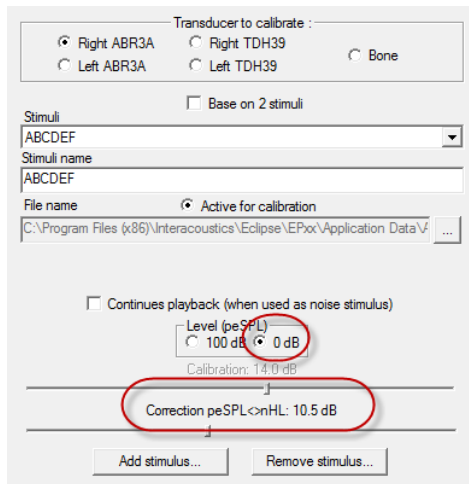 Transducer to calibrate :
Right ABR3A Right TDH39
Bone
Left ABR3A Left TDH39
Base on 2 stimuli
Stimuli
ABCDEF
Stimuli name
ABCDEF
File name Active for calibration
C:\Program Files (x86)\Interacoustics\Eclipse\EPxx\Application Data\A ...
Continues playback (when used as noise stimulus)
Level (peSPL)
100 dB 0 dB
Calibration: 14.0 dB
Correction peSPL<>nHL: 10.5 dB
Add stimulus... Remove stimulus...